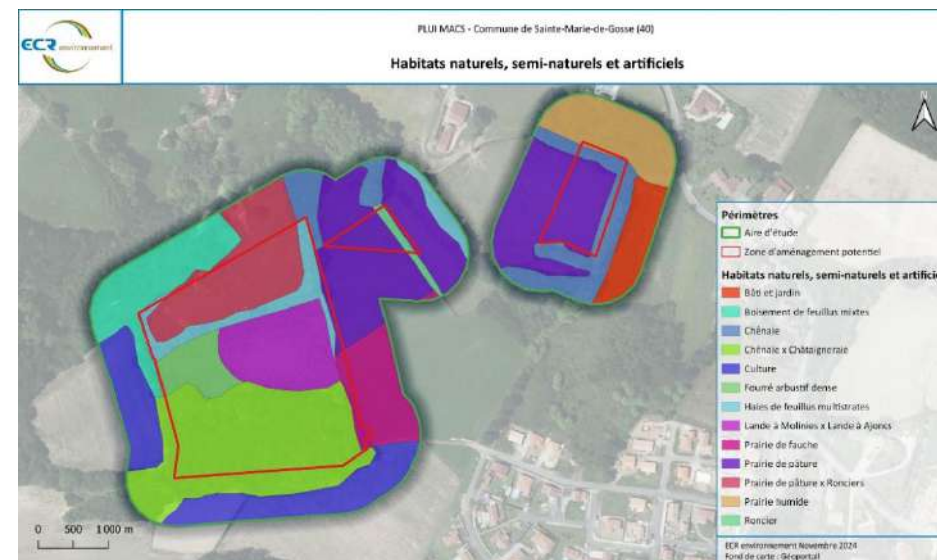 ECR environnement
PLUI MACS - Commune de Sainte-Marie-de-Gosse (40)
Habitats naturels, semi-naturels et artificiels
N
Périmètres
Aire d'étude
Zone d'aménagement potentiel
Habitats naturels, semi-naturels et artificie
Bâti et jardin
Boisement de feuillus mixtes
Chênaie
Chênaie x Châtaigneraie
Culture
Fourré arbustif dense
Haies de feuillus multistrates
Lande à Molinies x Lande à Ajoncs
Prairie de fauche
Prairie de pâture
Prairie de pâture x Ronciers
Prairie humide
Roncier
0 500 1 000 m
ECR environnement Novembre 2024
Fond de carte : Géoportail